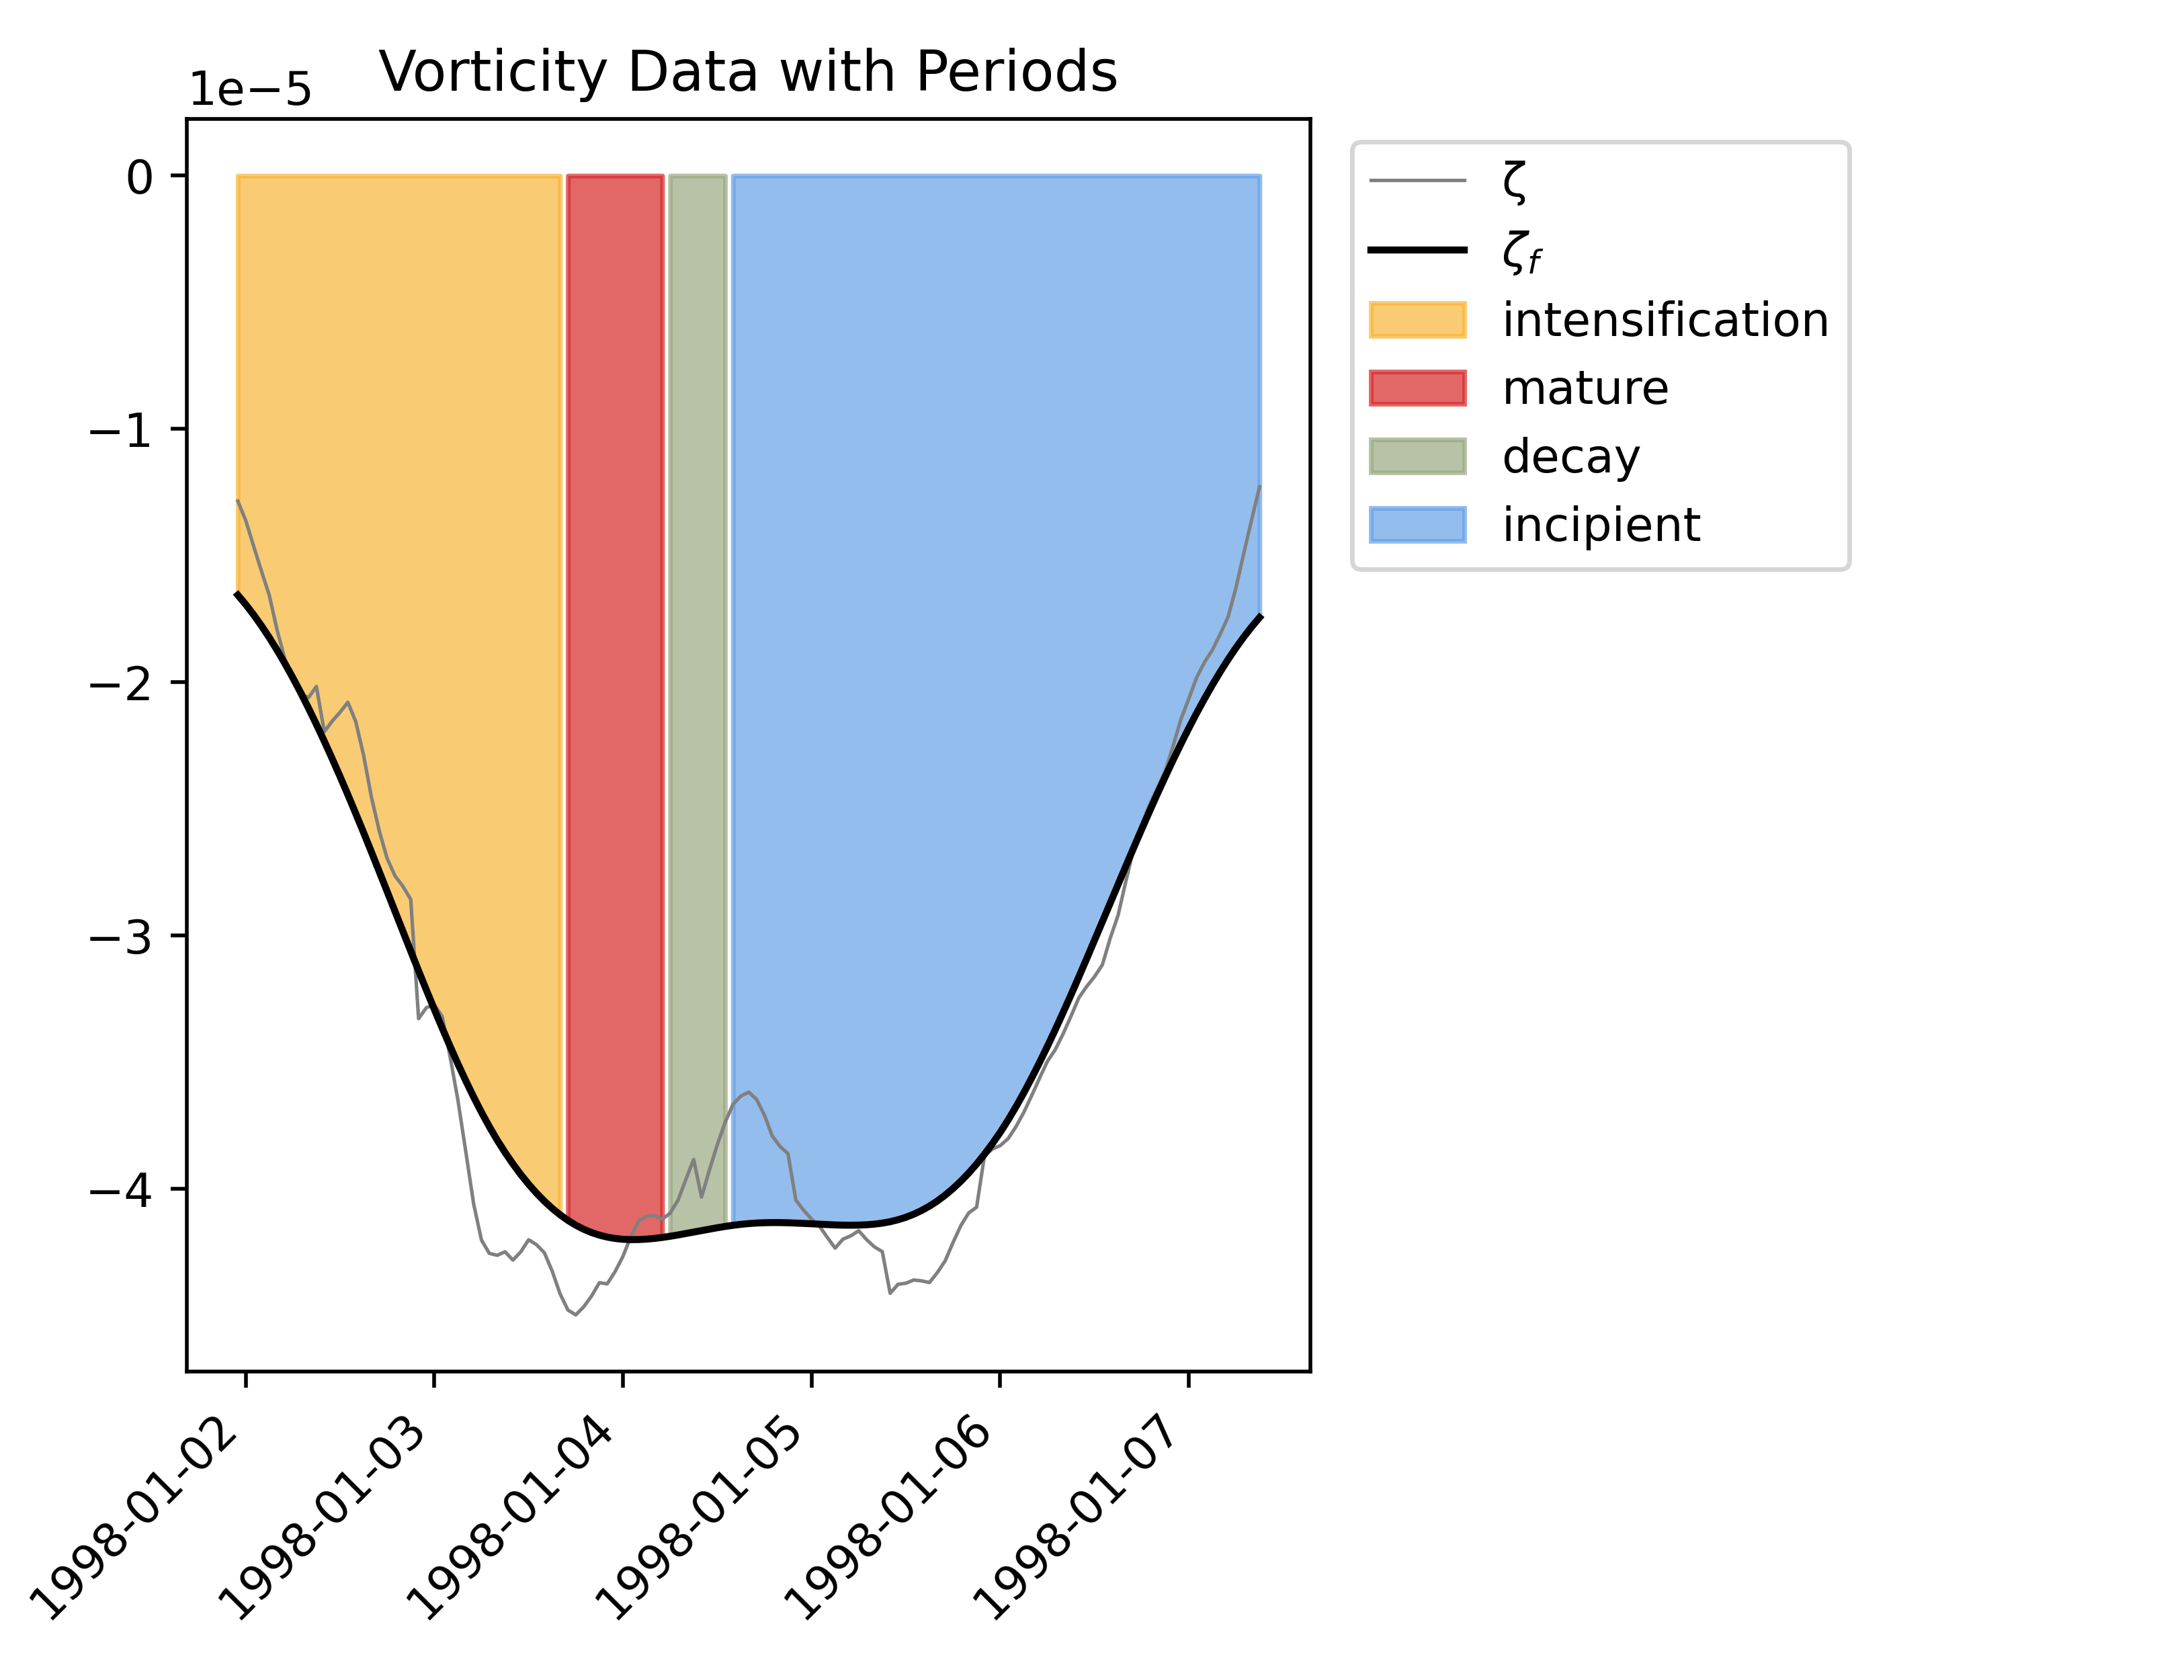 Vorticity Data with Periods
1e−5
0
−1
−2
−3
−4
1998-01-02
1998-01-03
1998-01-04
1998-01-05
1998-01-06
1998-01-07
ζ
ζf
intensification
mature
decay
incipient